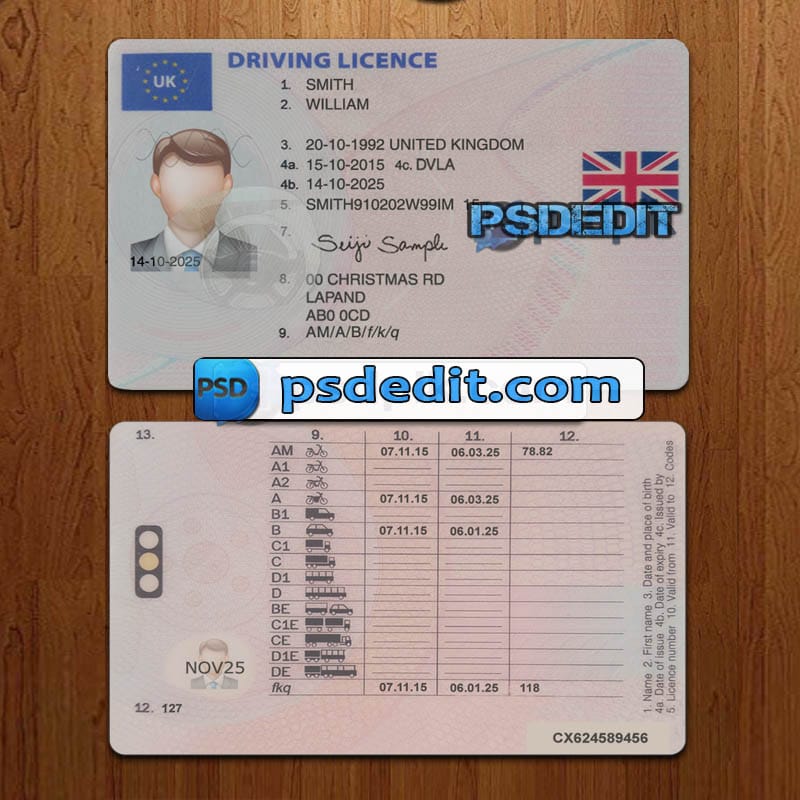 UK
DRIVING LICENCE
1. SMITH
2. WILLIAM
3. 20-10-1992 UNITED KINGDOM
4a. 15-10-2015 4c. DVLA
4b. 14-10-2025
5. SMITH910202W99IM 15
PSDEDIT
7. Seiji Sample
14-10-2025
8. 00 CHRISTMAS RD
LAPAND
AB0 0CD
9. AM/A/B/f/k/q
PSD psdedit.com
13.
9. 10. 11. 12.
AM 07.11.15 06.03.25 78.82
A1
A2
A 07.11.15 06.03.25
B1
B 07.11.15 06.01.25
C1
C
D1
D
BE
C1E
CE
D1E
DE
fkq 07.11.15 06.01.25 118
NOV25
12. 127
1. Name 2. First name 3. Date and place of birth
4a. Date of issue 4b. Date of expiry 4c. Issued by
5. Licence number 10. Valid from 11. Valid to 12. Codes
CX624589456